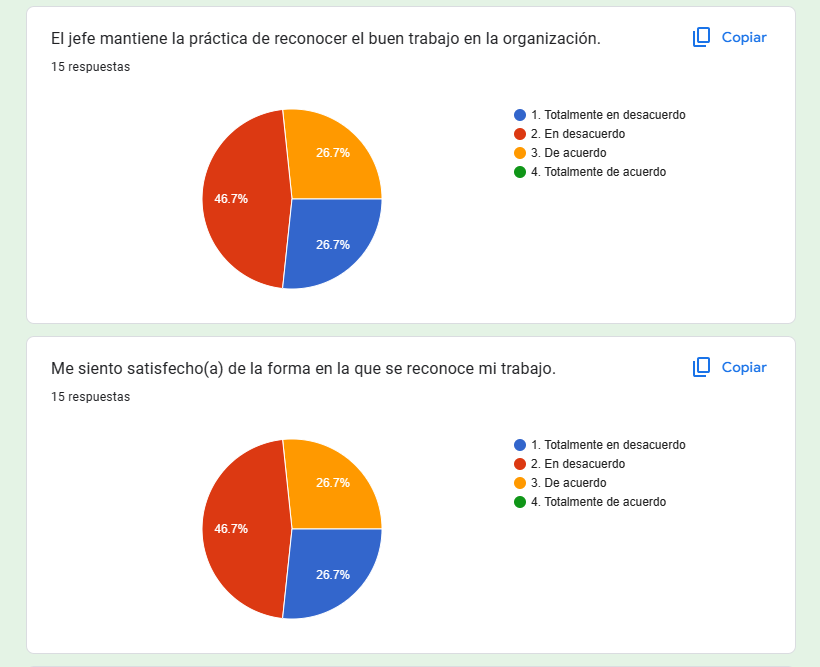 El jefe mantiene la práctica de reconocer el buen trabajo en la organización.
Copiar
15 respuestas
1. Totalmente en desacuerdo
2. En desacuerdo
3. De acuerdo
4. Totalmente de acuerdo
26.7%
46.7%
26.7%
Me siento satisfecho(a) de la forma en la que se reconoce mi trabajo.
Copiar
15 respuestas
1. Totalmente en desacuerdo
2. En desacuerdo
3. De acuerdo
4. Totalmente de acuerdo
26.7%
46.7%
26.7%